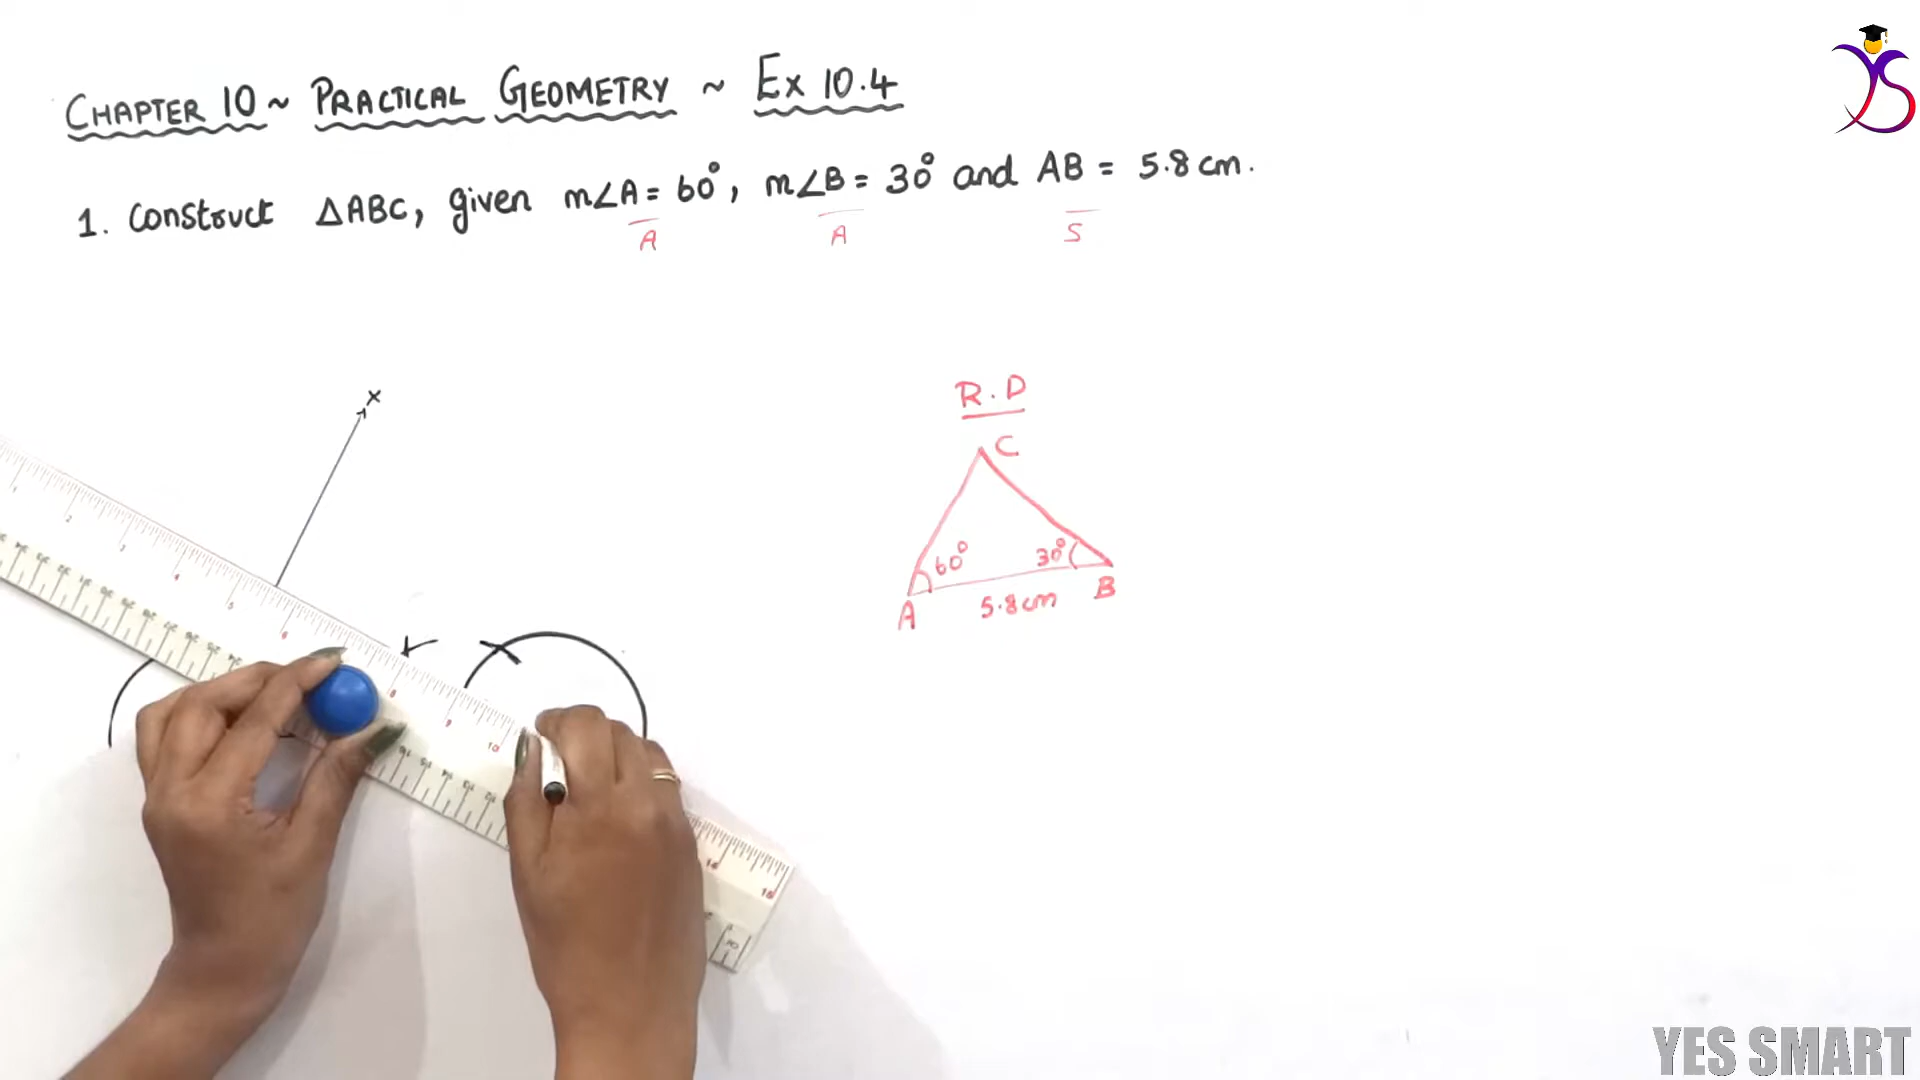 CHAPTER 10 ~ PRACTICAL GEOMETRY ~ Ex 10.4
1. Construct △ABC, given m∠A = 60°, m∠B = 30° and AB = 5.8 cm.
A A S
R.D
C
X
60° 30°
A 5.8cm B
YES SMART